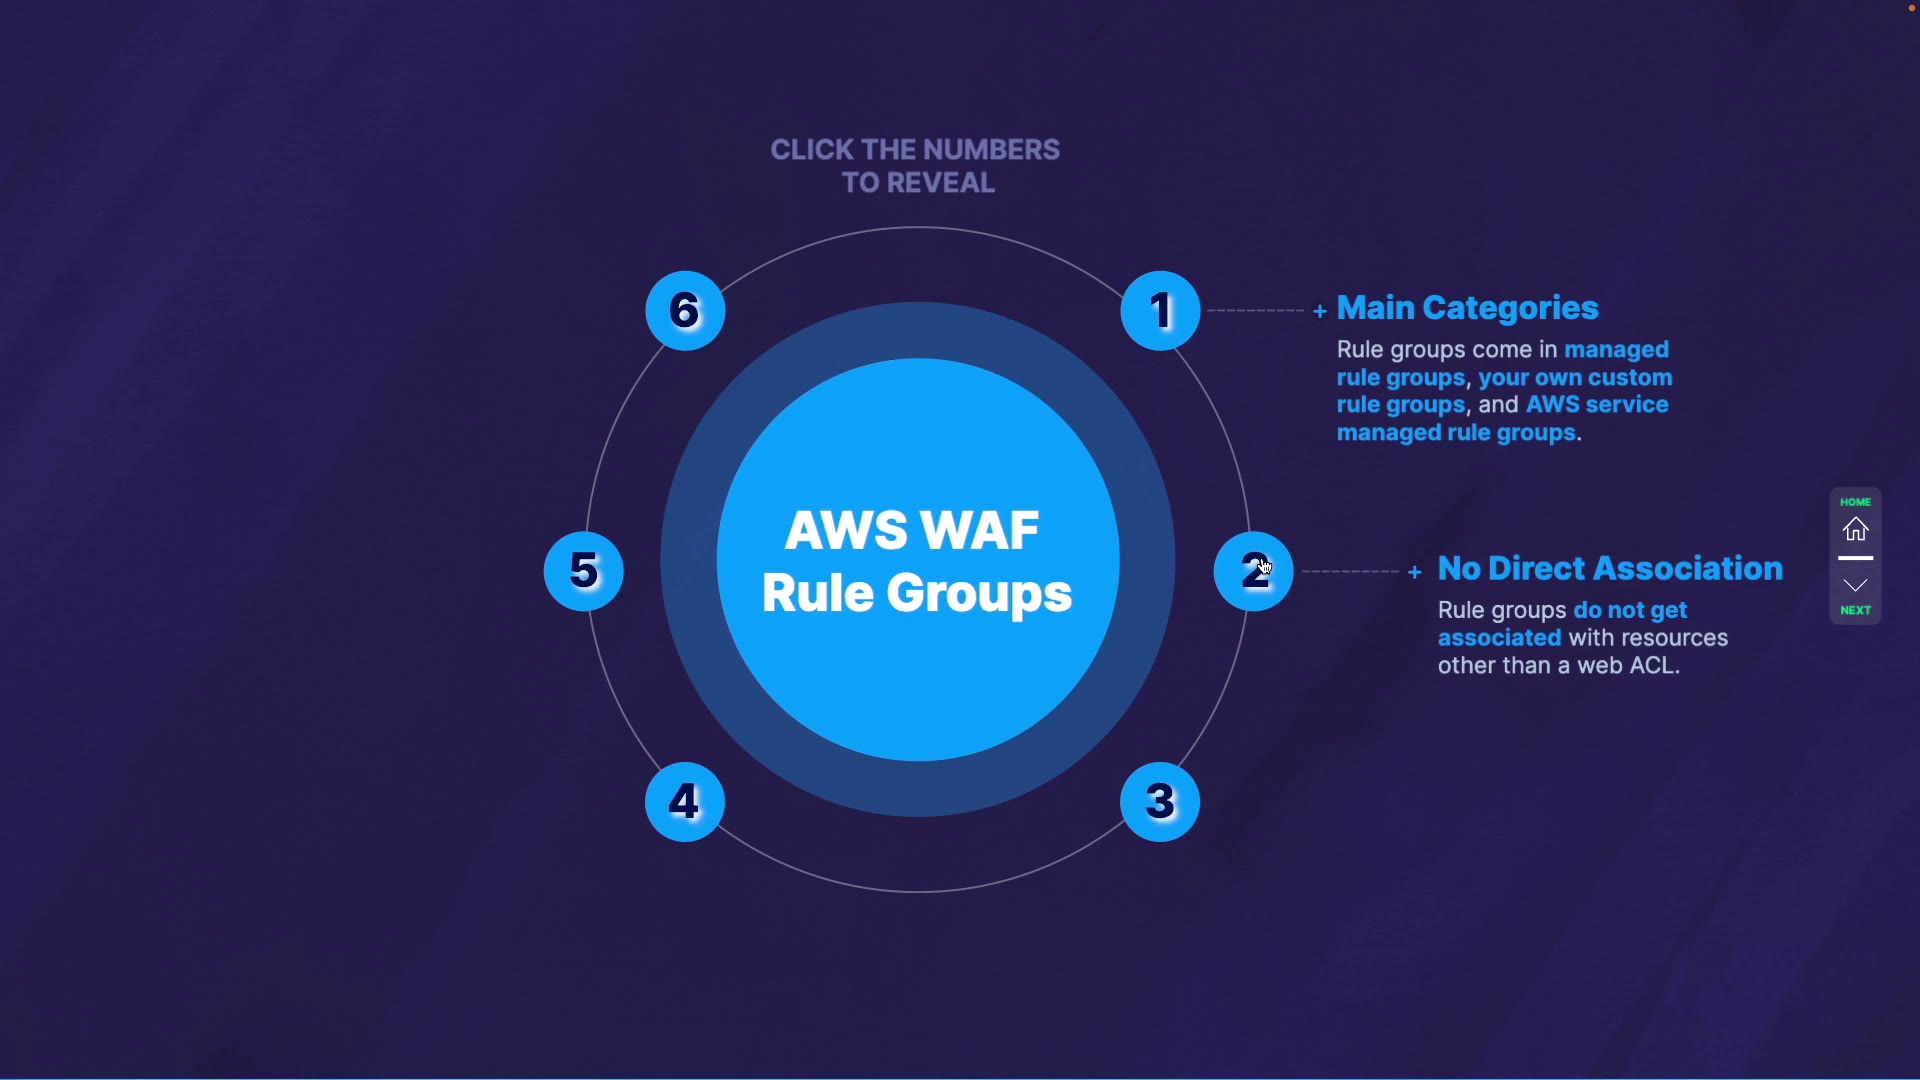 CLICK THE NUMBERS
TO REVEAL
6
1
+ Main Categories
Rule groups come in managed
rule groups, your own custom
rule groups, and AWS service
managed rule groups.
AWS WAF
Rule Groups
5
2
+ No Direct Association
Rule groups do not get
associated with resources
other than a web ACL.
4
3
HOME
NEXT